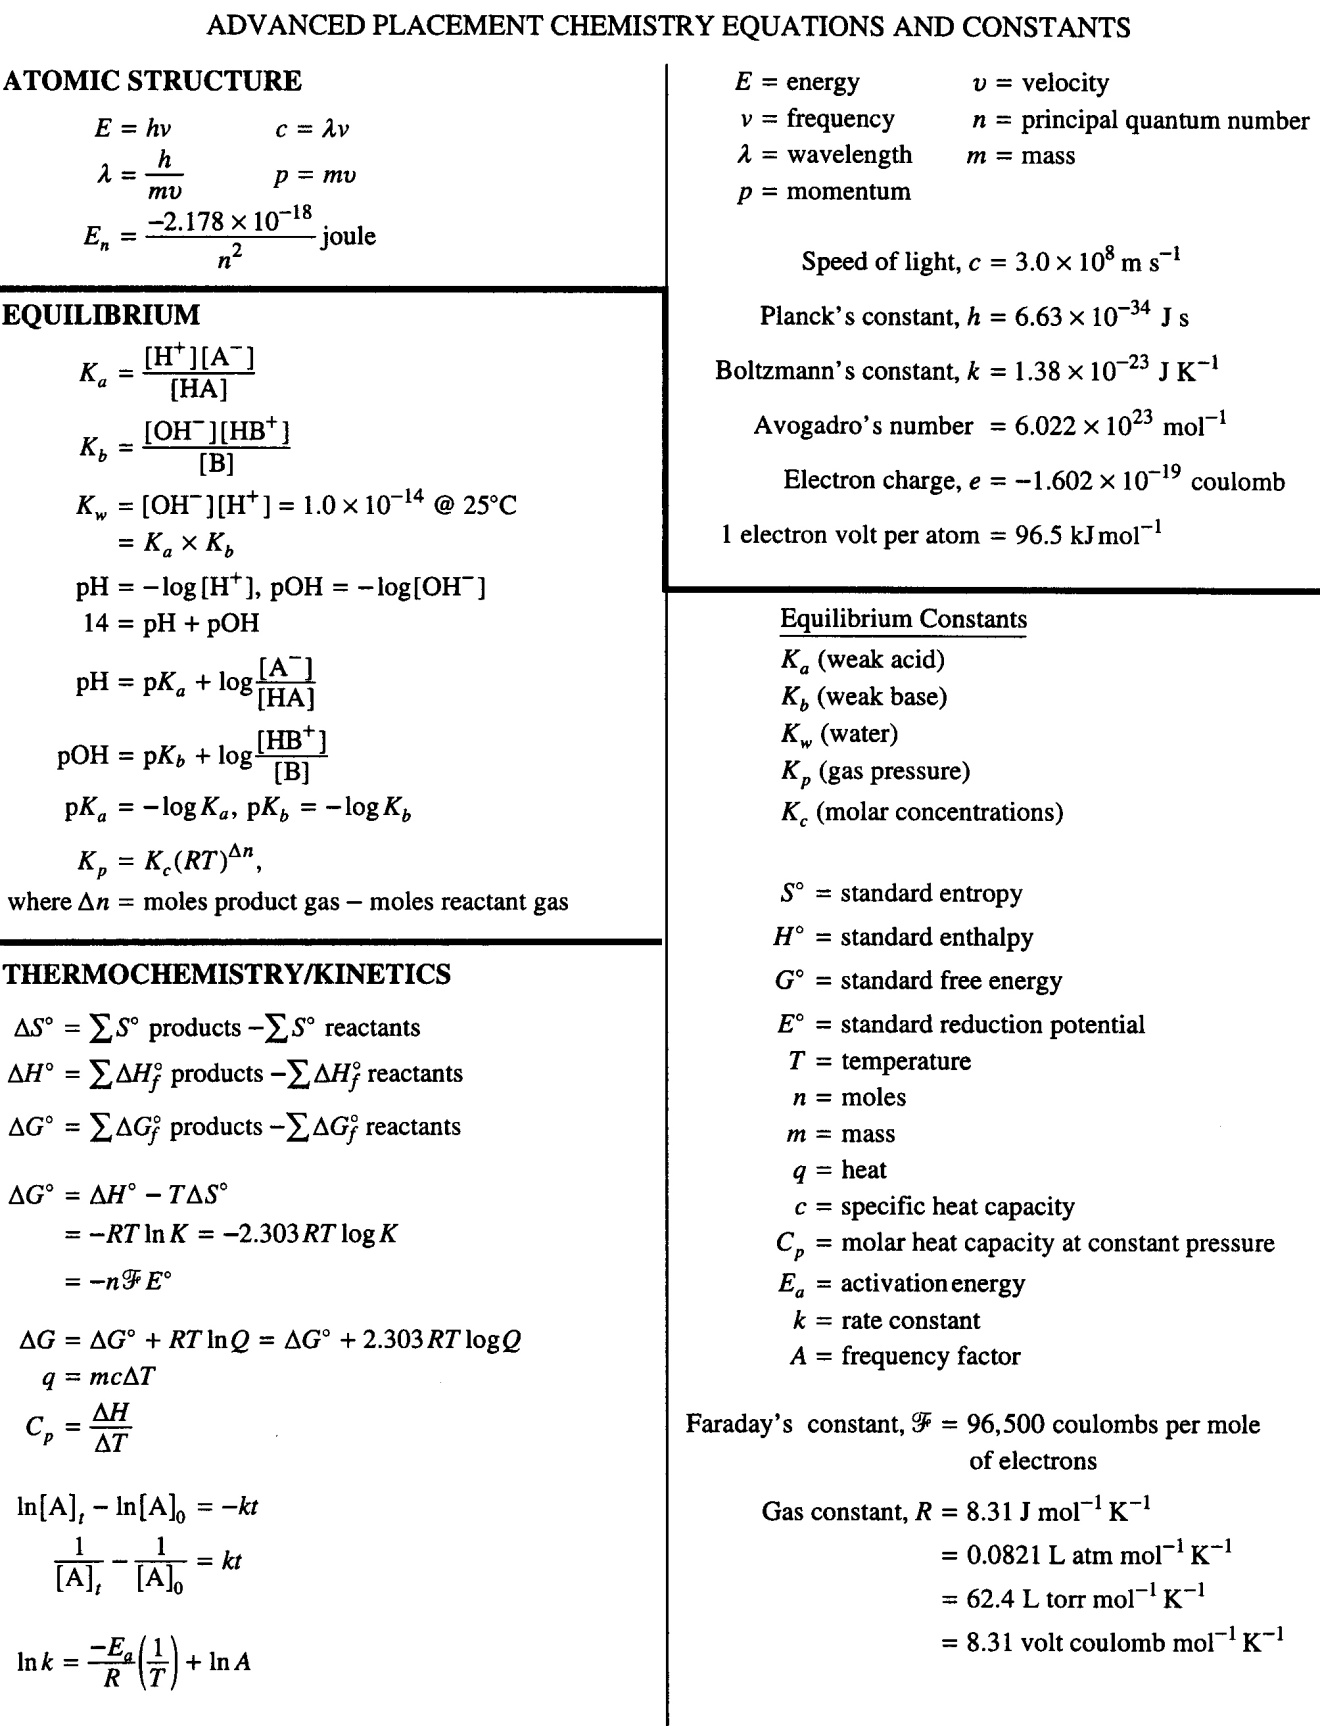 ADVANCED PLACEMENT CHEMISTRY EQUATIONS AND CONSTANTS
ATOMIC STRUCTURE
E = hν c = λν
λ = h/mυ p = mυ
Eₙ = −2.178 × 10⁻¹⁸/n² joule
E = energy υ = velocity
ν = frequency n = principal quantum number
λ = wavelength m = mass
p = momentum
Speed of light, c = 3.0 × 10⁸ m s⁻¹
Planck's constant, h = 6.63 × 10⁻³⁴ J s
Boltzmann's constant, k = 1.38 × 10⁻²³ J K⁻¹
Avogadro's number = 6.022 × 10²³ mol⁻¹
Electron charge, e = −1.602 × 10⁻¹⁹ coulomb
1 electron volt per atom = 96.5 kJ mol⁻¹
EQUILIBRIUM
K_a = [H⁺][A⁻]/[HA]
K_b = [OH⁻][HB⁺]/[B]
K_w = [OH⁻][H⁺] = 1.0 × 10⁻¹⁴ @ 25°C
= K_a × K_b
pH = −log[H⁺], pOH = −log[OH⁻]
14 = pH + pOH
pH = pK_a + log [A⁻]/[HA]
pOH = pK_b + log [HB⁺]/[B]
pK_a = −log K_a, pK_b = −log K_b
K_p = K_c(RT)^Δn,
where Δn = moles product gas − moles reactant gas
Equilibrium Constants
K_a (weak acid)
K_b (weak base)
K_w (water)
K_p (gas pressure)
K_c (molar concentrations)
THERMOCHEMISTRY/KINETICS
ΔS° = ∑S° products −∑S° reactants
ΔH° = ∑ΔH_f° products −∑ΔH_f° reactants
ΔG° = ∑ΔG_f° products −∑ΔG_f° reactants
ΔG° = ΔH° − TΔS°
= −RT ln K = −2.303 RT log K
= −nℱE°
ΔG = ΔG° + RT ln Q = ΔG° + 2.303 RT log Q
q = mcΔT
C_p = ΔH/ΔT
ln[A]_t − ln[A]₀ = −kt
1/[A]_t − 1/[A]₀ = kt
ln k = −E_a/R (1/T) + ln A
S° = standard entropy
H° = standard enthalpy
G° = standard free energy
E° = standard reduction potential
T = temperature
n = moles
m = mass
q = heat
c = specific heat capacity
C_p = molar heat capacity at constant pressure
E_a = activation energy
k = rate constant
A = frequency factor
Faraday's constant, ℱ = 96,500 coulombs per mole
of electrons
Gas constant, R = 8.31 J mol⁻¹ K⁻¹
= 0.0821 L atm mol⁻¹ K⁻¹
= 62.4 L torr mol⁻¹ K⁻¹
= 8.31 volt coulomb mol⁻¹ K⁻¹